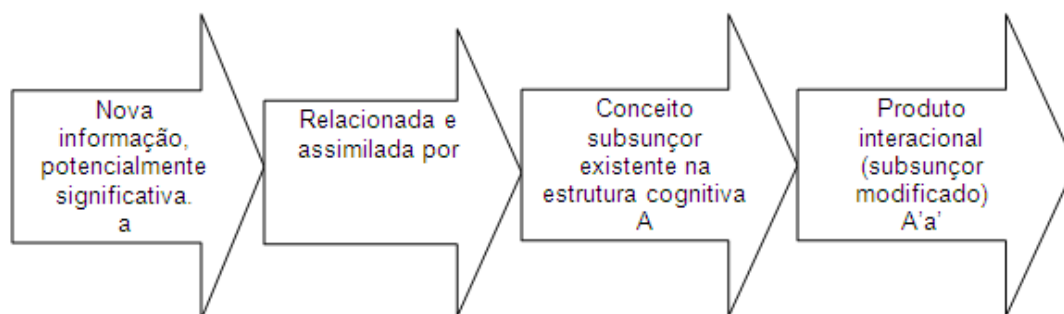 Nova
informação,
potencialmente
significativa.
a
Relacionada e
assimilada por
Conceito
subsunçor
existente na
estrutura cognitiva
A
Produto
interacional
(subsunçor
modificado)
A'a'